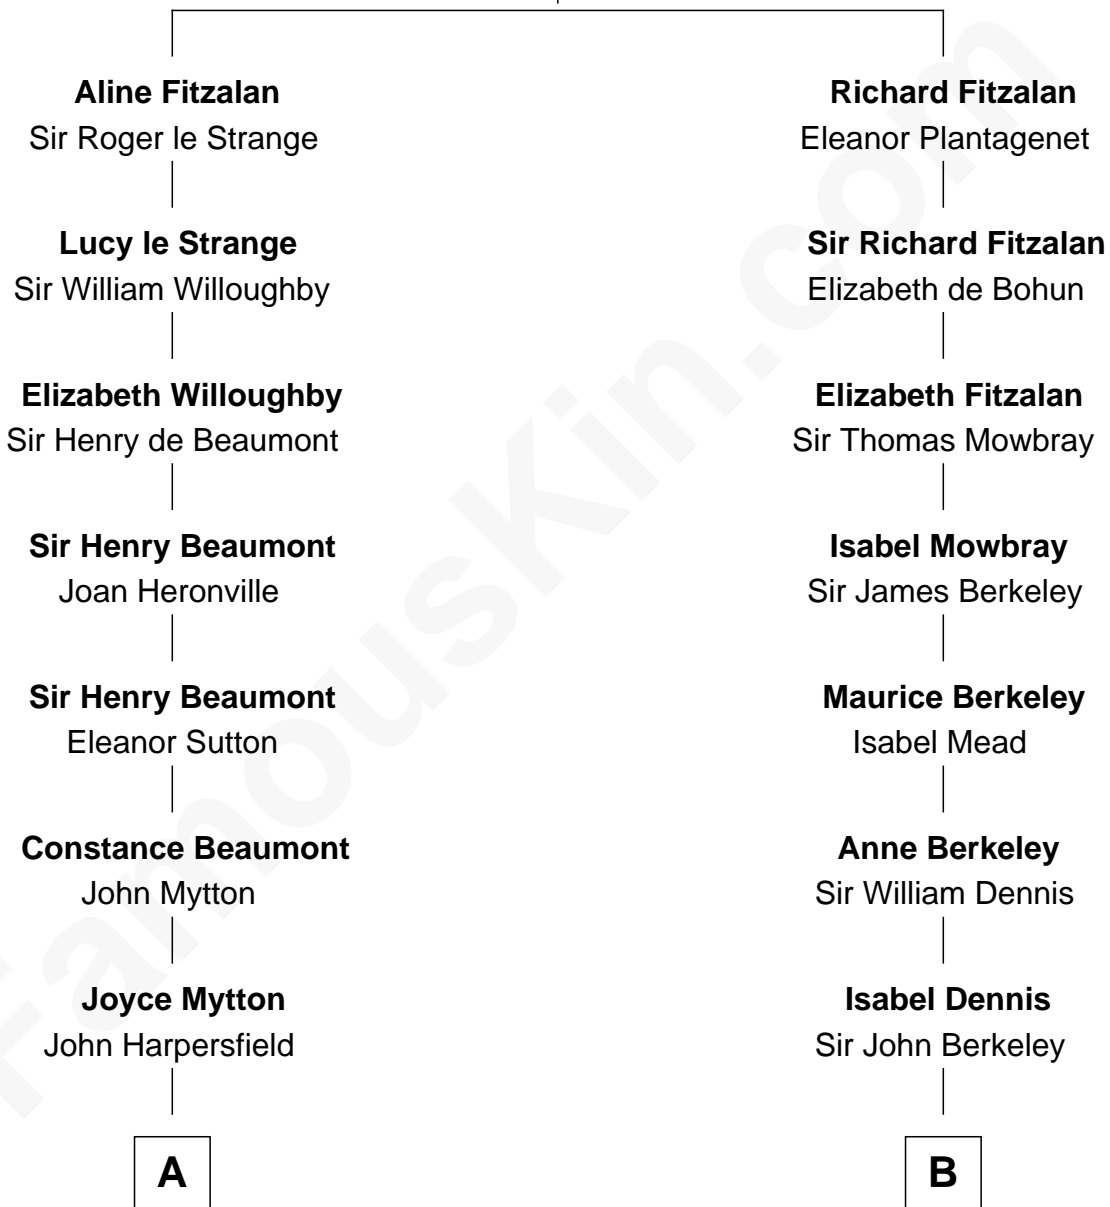 Aline Fitzalan
Sir Roger le Strange
Lucy le Strange
Sir William Willoughby
Elizabeth Willoughby
Sir Henry de Beaumont
Sir Henry Beaumont
Joan Heronville
Sir Henry Beaumont
Eleanor Sutton
Constance Beaumont
John Mytton
Joyce Mytton
John Harpersfield
A
Richard Fitzalan
Eleanor Plantagenet
Sir Richard Fitzalan
Elizabeth de Bohun
Elizabeth Fitzalan
Sir Thomas Mowbray
Isabel Mowbray
Sir James Berkeley
Maurice Berkeley
Isabel Mead
Anne Berkeley
Sir William Dennis
Isabel Dennis
Sir John Berkeley
B
FamousKin.com